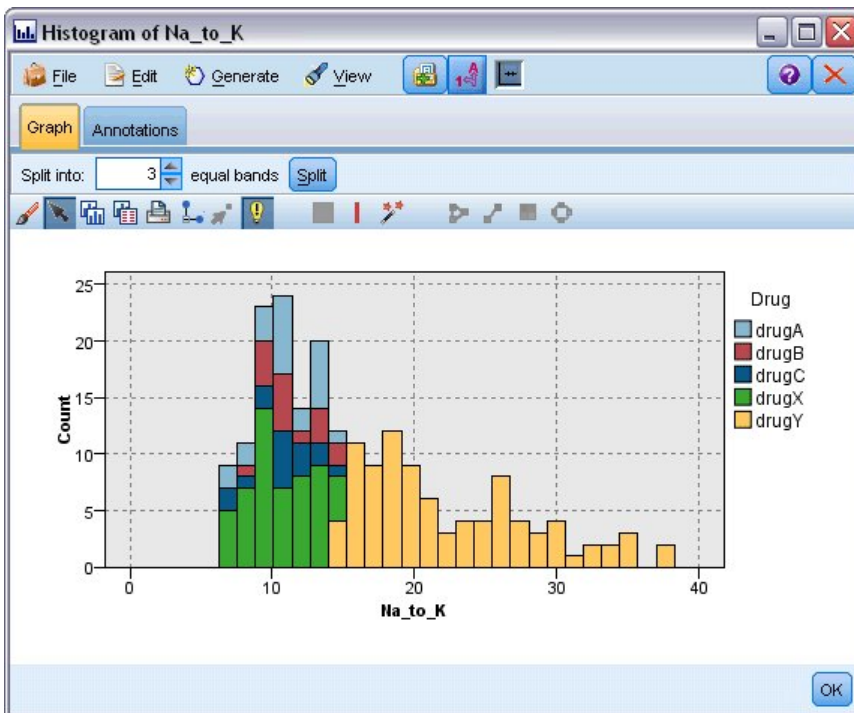 Histogram of Na_to_K
File Edit Generate View
Graph Annotations
Split into: 3 equal bands Split
25
20
15
10
5
0
Count
0 10 20 30 40
Na_to_K
Drug
drugA
drugB
drugC
drugX
drugY
OK